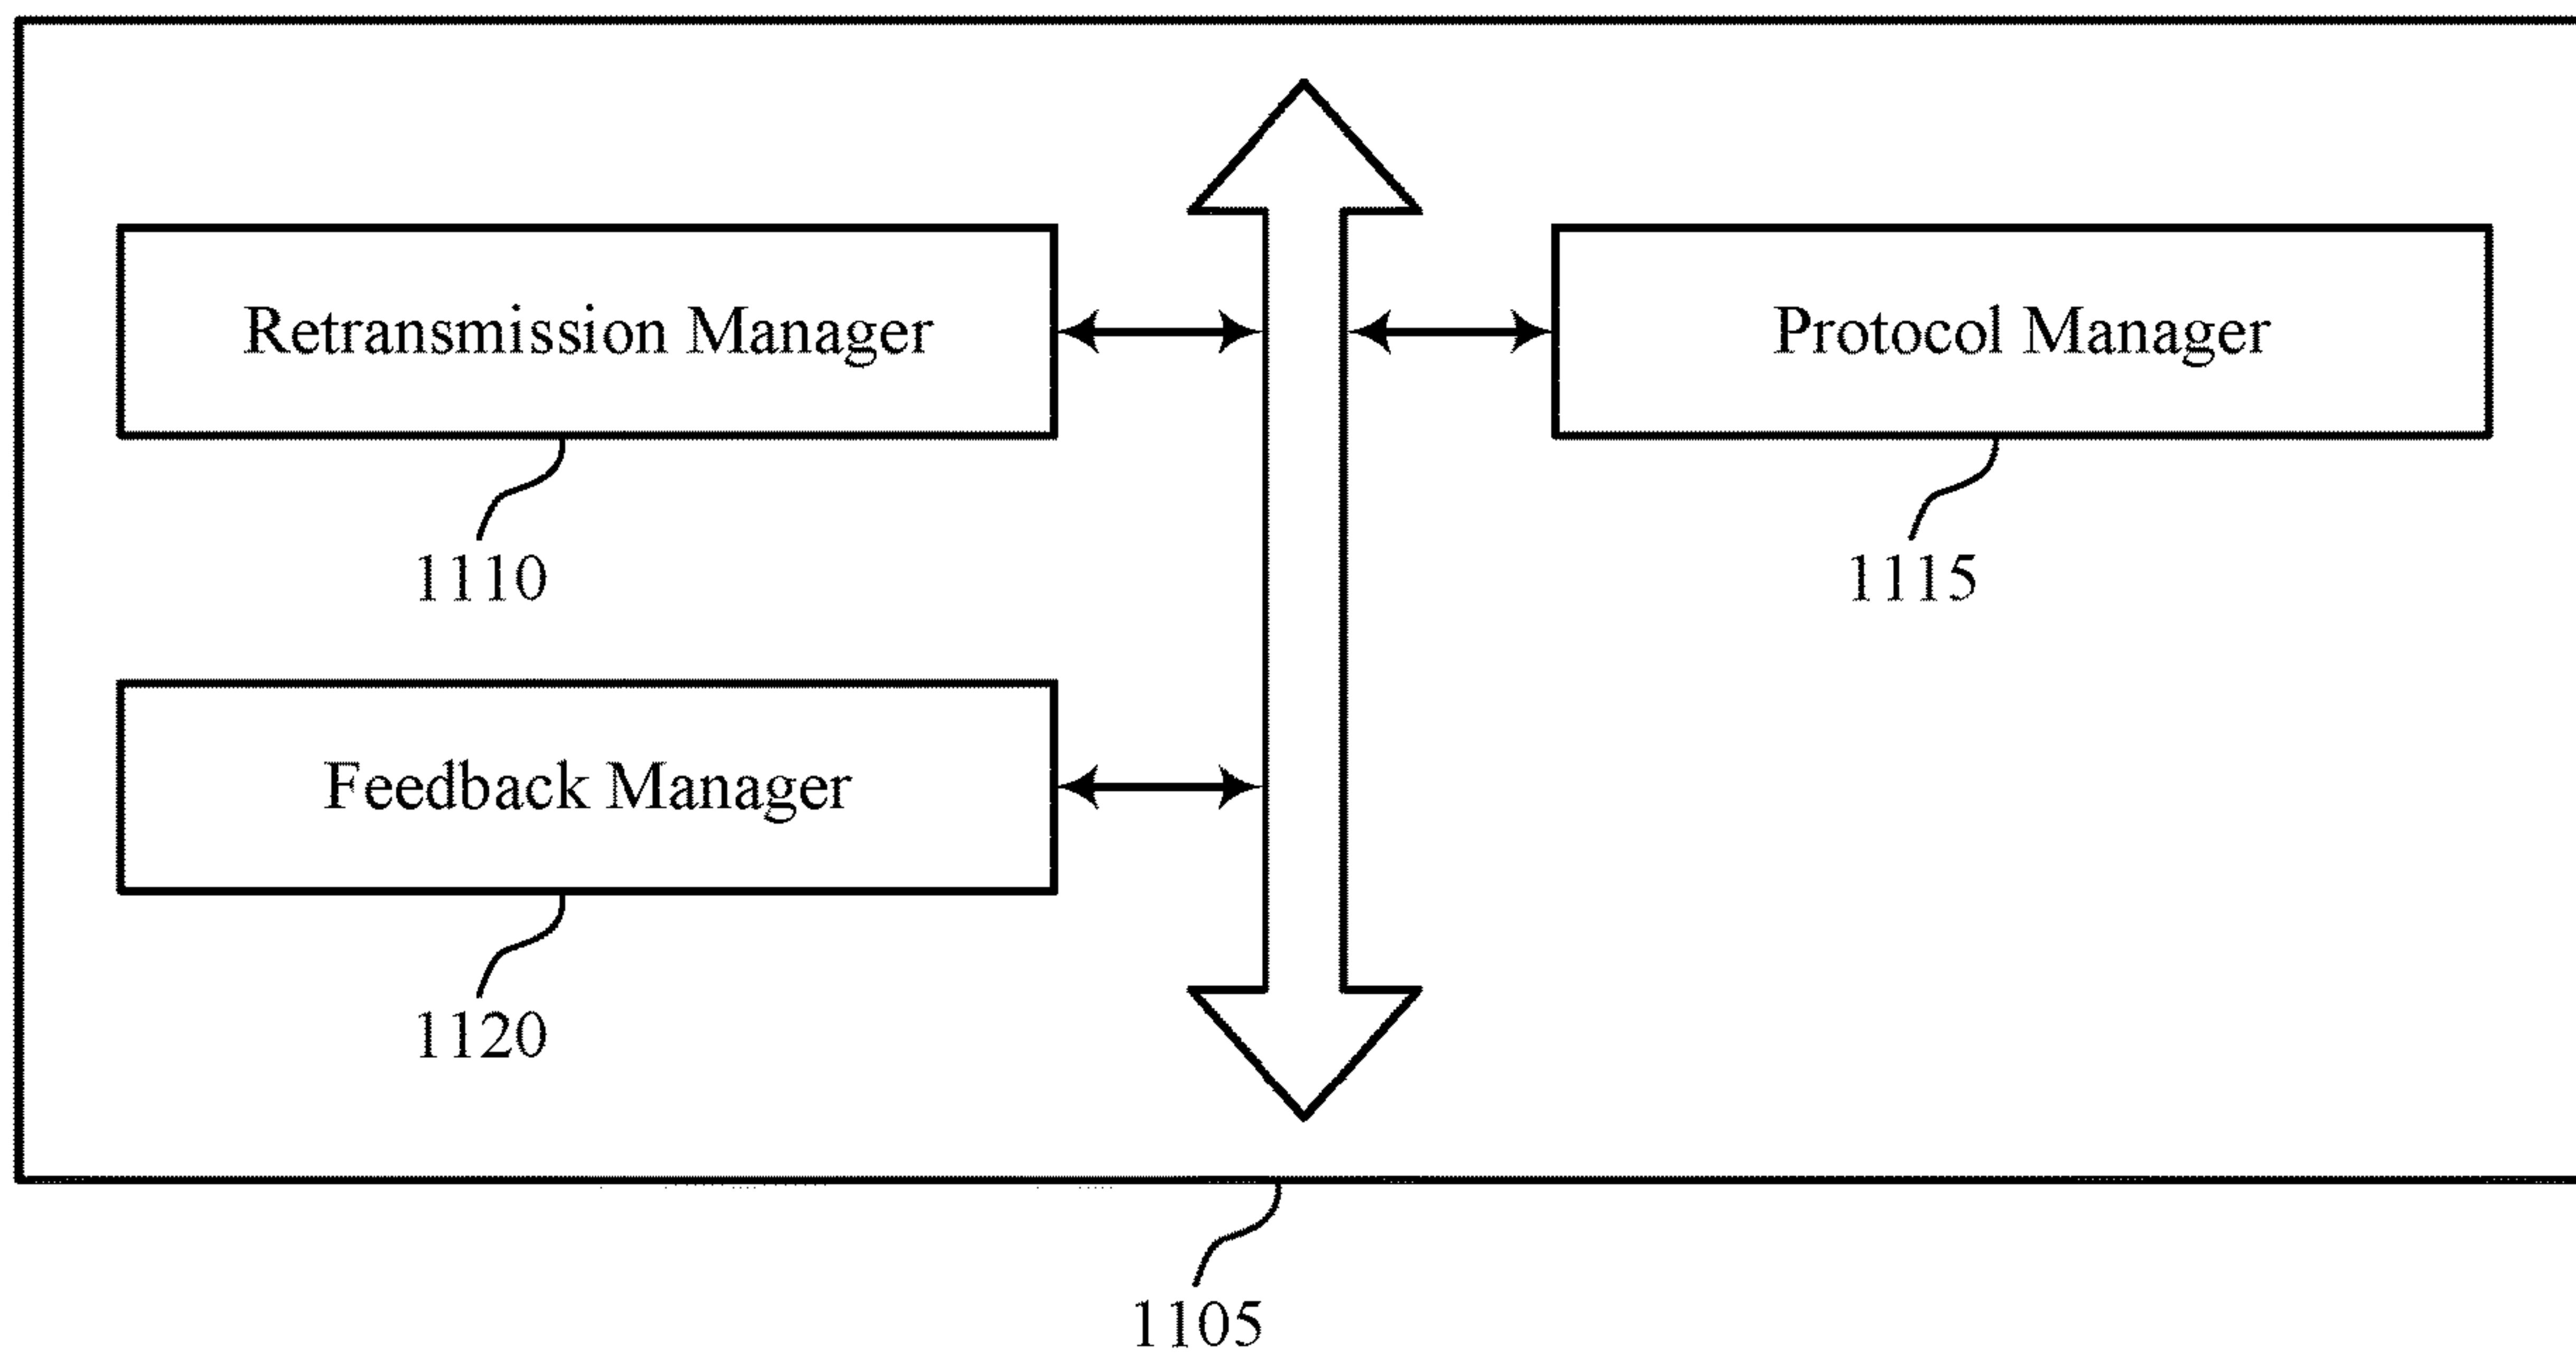 Retransmission Manager
Protocol Manager
1110
1115
Feedback Manager
1120
1105